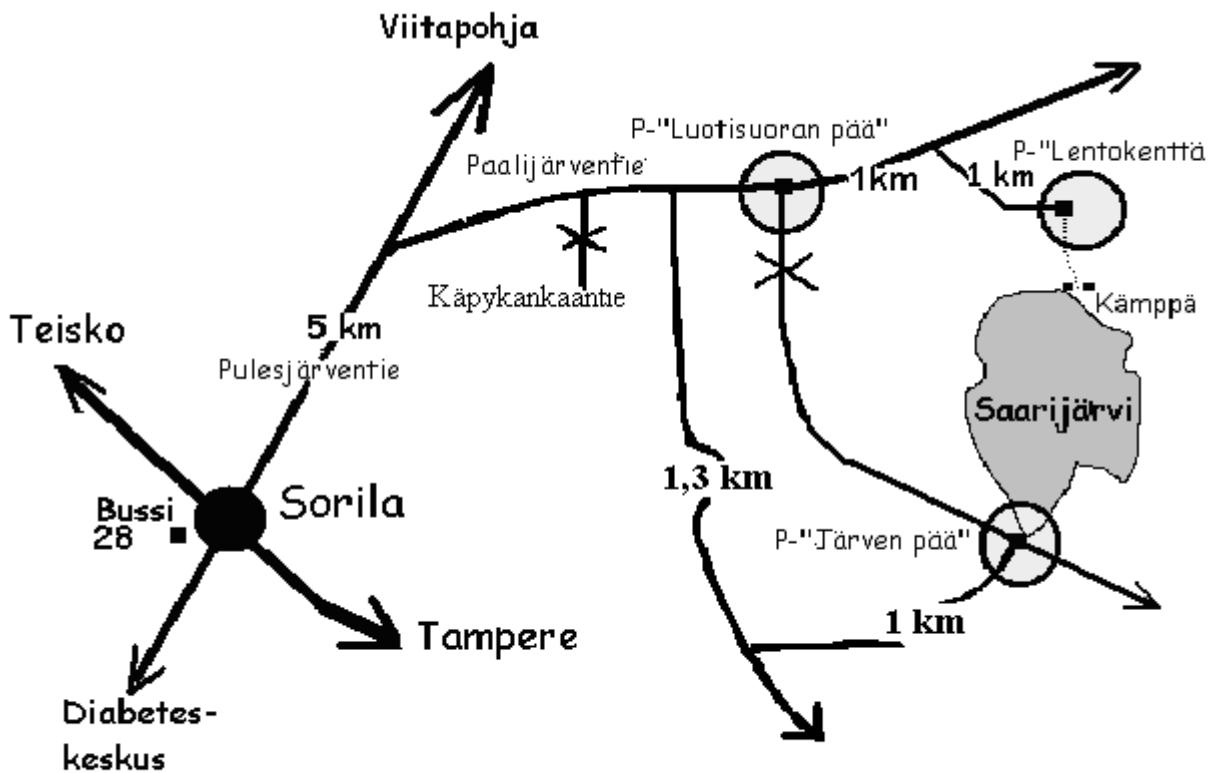 Viitapohja
P-"Luotisuoran pää"
Paalijärventie
P-"Lentokenttä
1km
1 km
Käpykankaantie
Kämppä
Teisko
5 km
Pulesjärventie
Saarijärvi
1,3 km
Bussi
28
Sorila
P-"Järven pää"
1 km
Tampere
Diabetes-
keskus